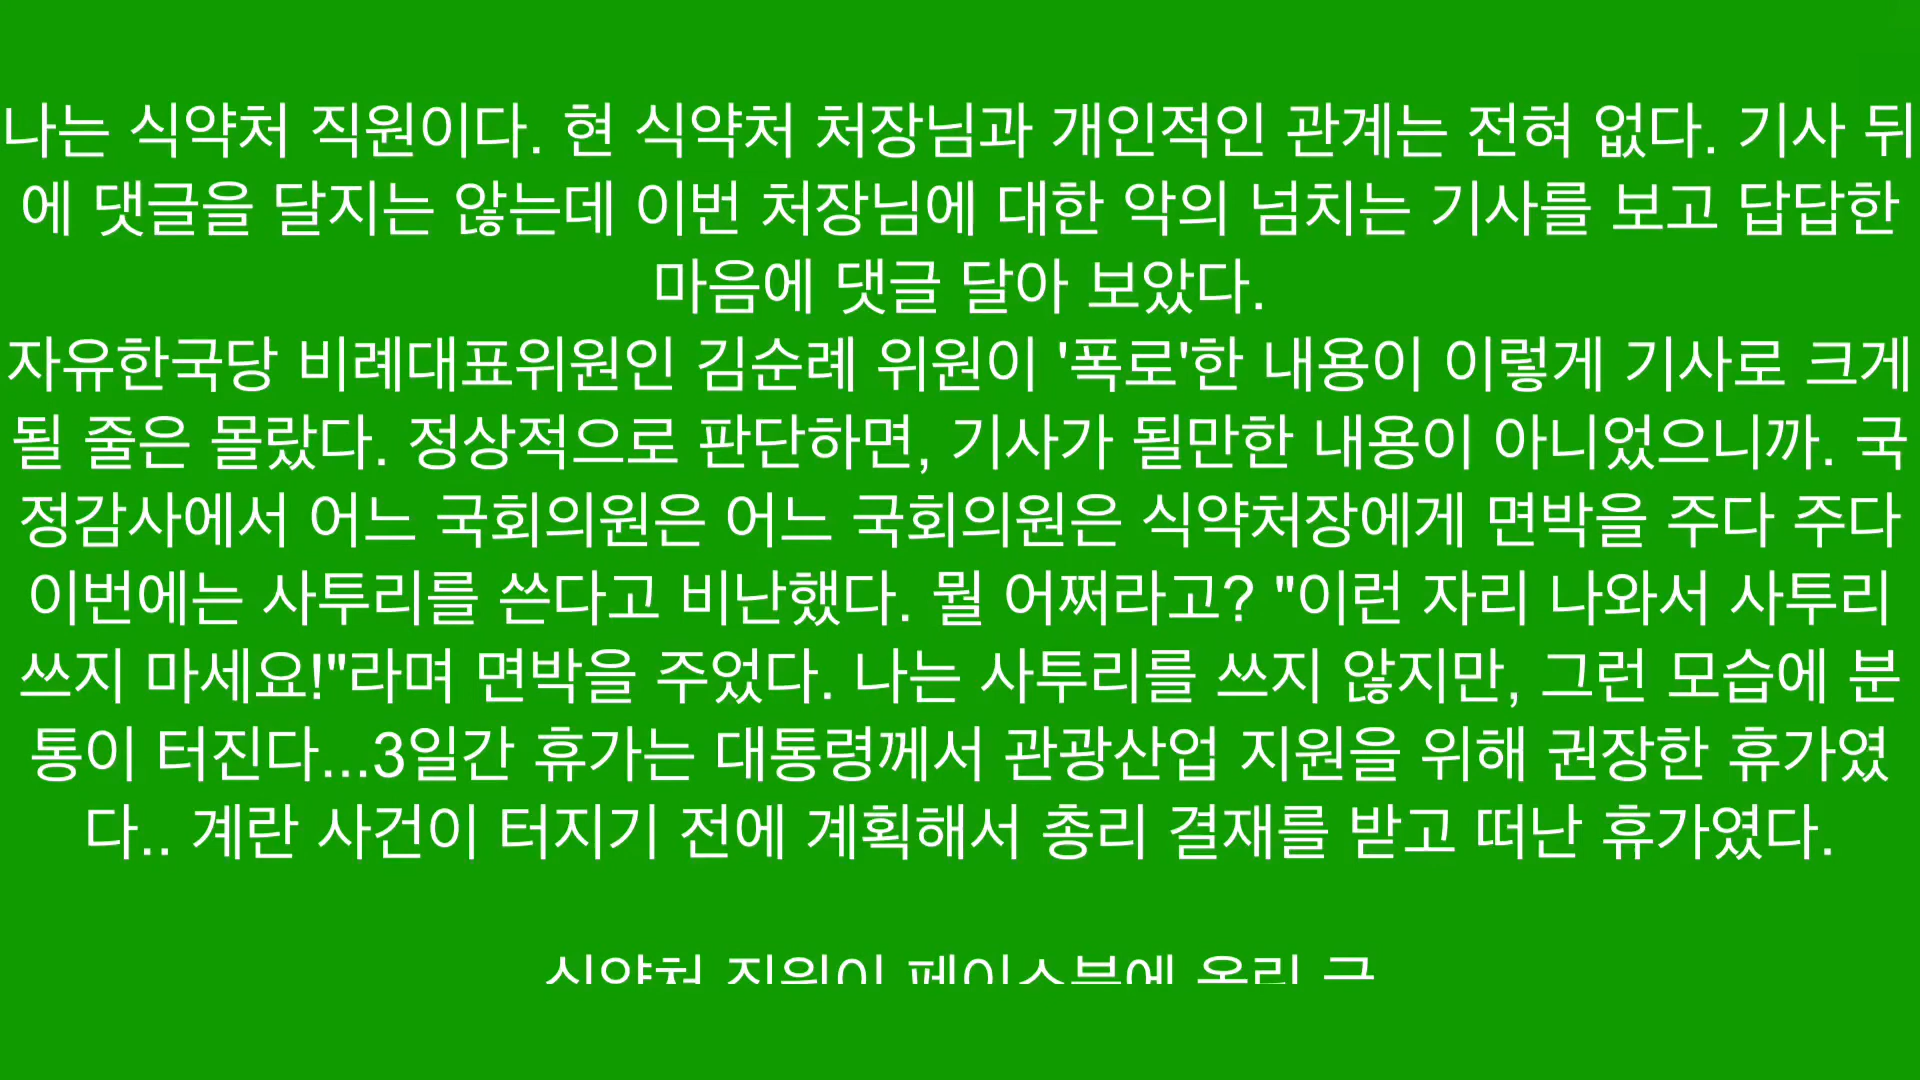 나는 식약처 직원이다. 현 식약처 처장님과 개인적인 관계는 전혀 없다. 기사 뒤
에 댓글을 달지는 않는데 이번 처장님에 대한 악의 넘치는 기사를 보고 답답한
마음에 댓글 달아 보았다.
자유한국당 비례대표위원인 김순례 위원이 '폭로'한 내용이 이렇게 기사로 크게
될 줄은 몰랐다. 정상적으로 판단하면, 기사가 될만한 내용이 아니었으니까. 국
정감사에서 어느 국회의원은 어느 국회의원은 식약처장에게 면박을 주다 주다
이번에는 사투리를 쓴다고 비난했다. 뭘 어쩌라고? "이런 자리 나와서 사투리
쓰지 마세요!"라며 면박을 주었다. 나는 사투리를 쓰지 않지만, 그런 모습에 분
통이 터진다...3일간 휴가는 대통령께서 관광산업 지원을 위해 권장한 휴가였
다.. 계란 사건이 터지기 전에 계획해서 총리 결재를 받고 떠난 휴가였다.
식약처 직원이 페이스북에 올린 글